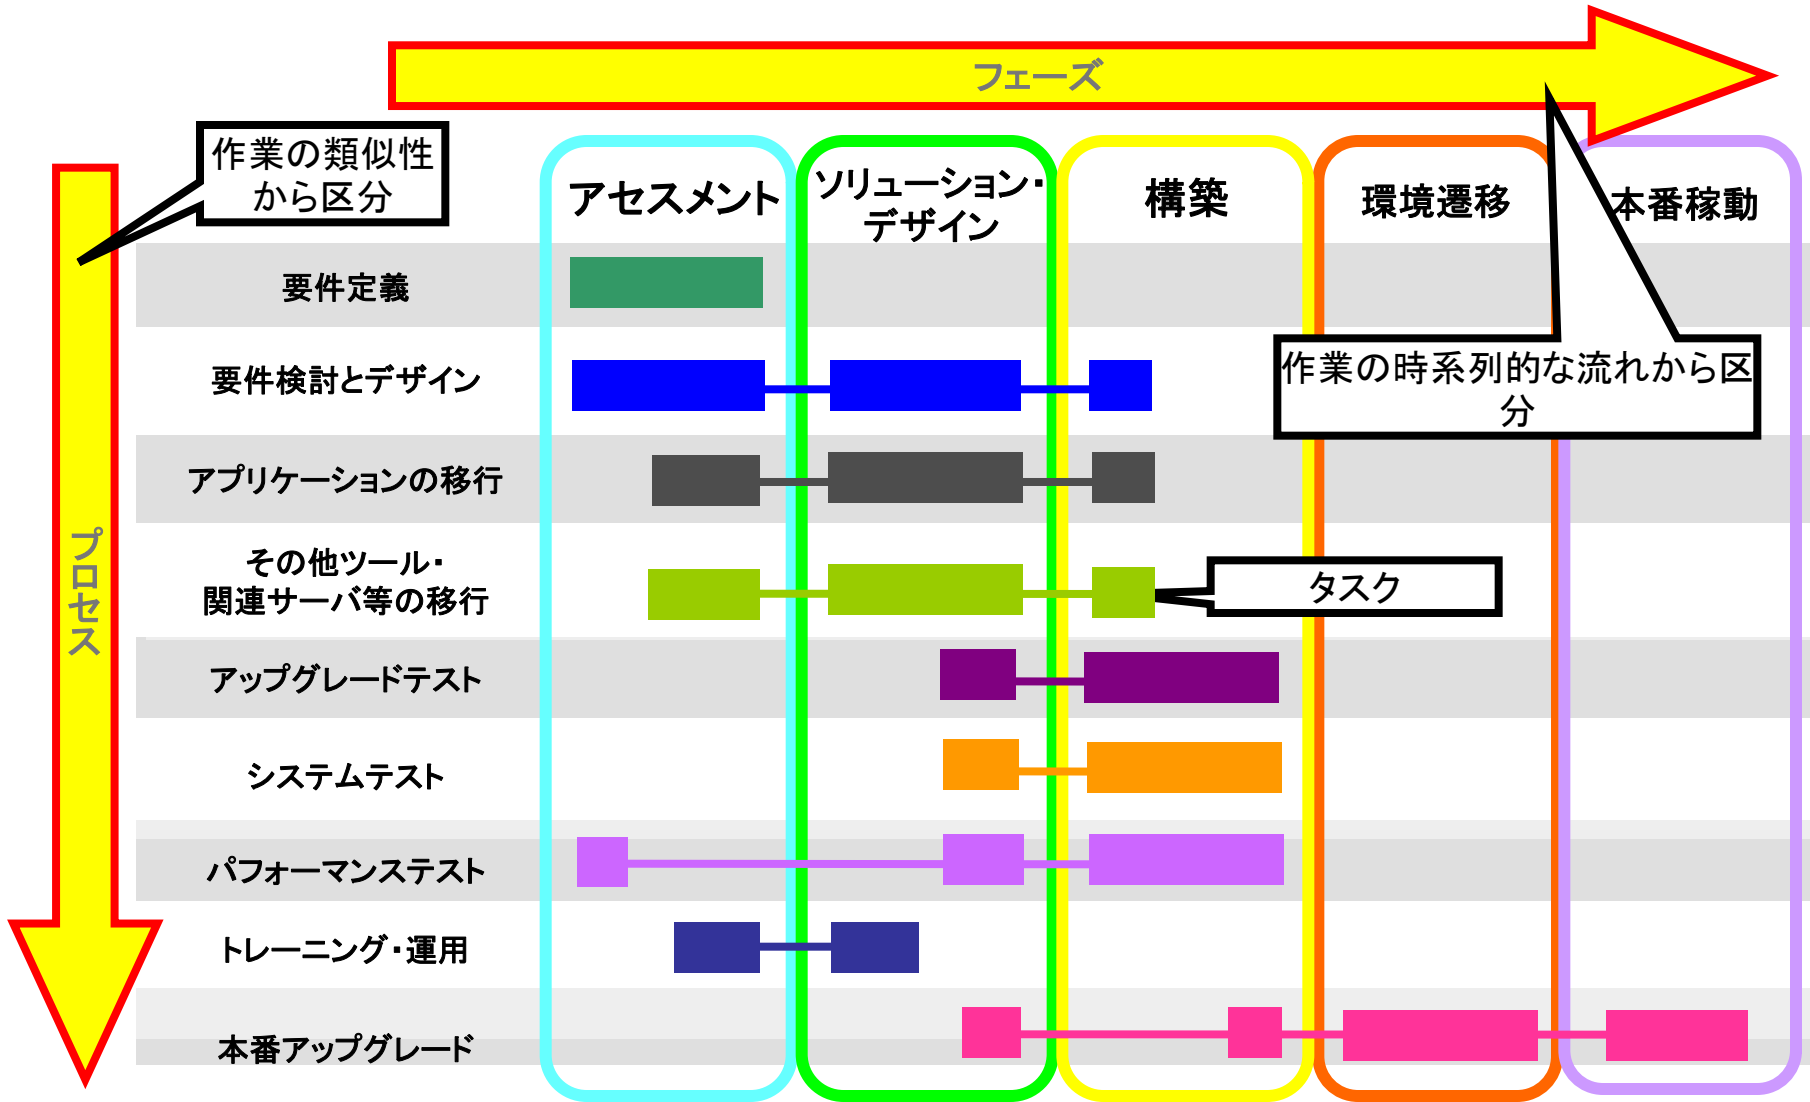 フェーズ
作業の類似性
から区分
アセスメント
ソリューション・
デザイン
構築
環境遷移
本番稼動
要件定義
要件検討とデザイン
作業の時系列的な流れから区
分
アプリケーションの移行
その他ツール・
関連サーバ等の移行
タスク
プロセス
アップグレードテスト
システムテスト
パフォーマンステスト
トレーニング・運用
本番アップグレード